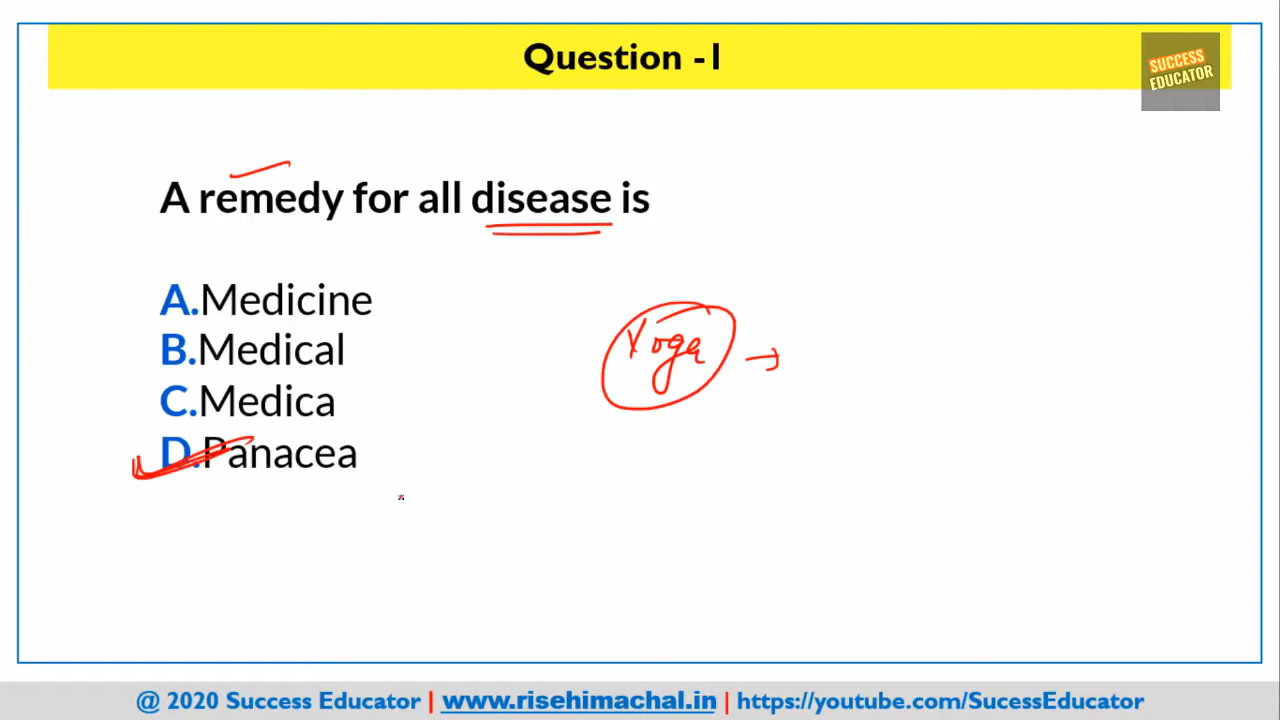 Question -1
SUCCESS
EDUCATOR
A remedy for all disease is
A.Medicine
B.Medical
C.Medica
D.Panacea
Yoga →
@ 2020 Success Educator | www.risehimachal.in | https://youtube.com/SucessEducator